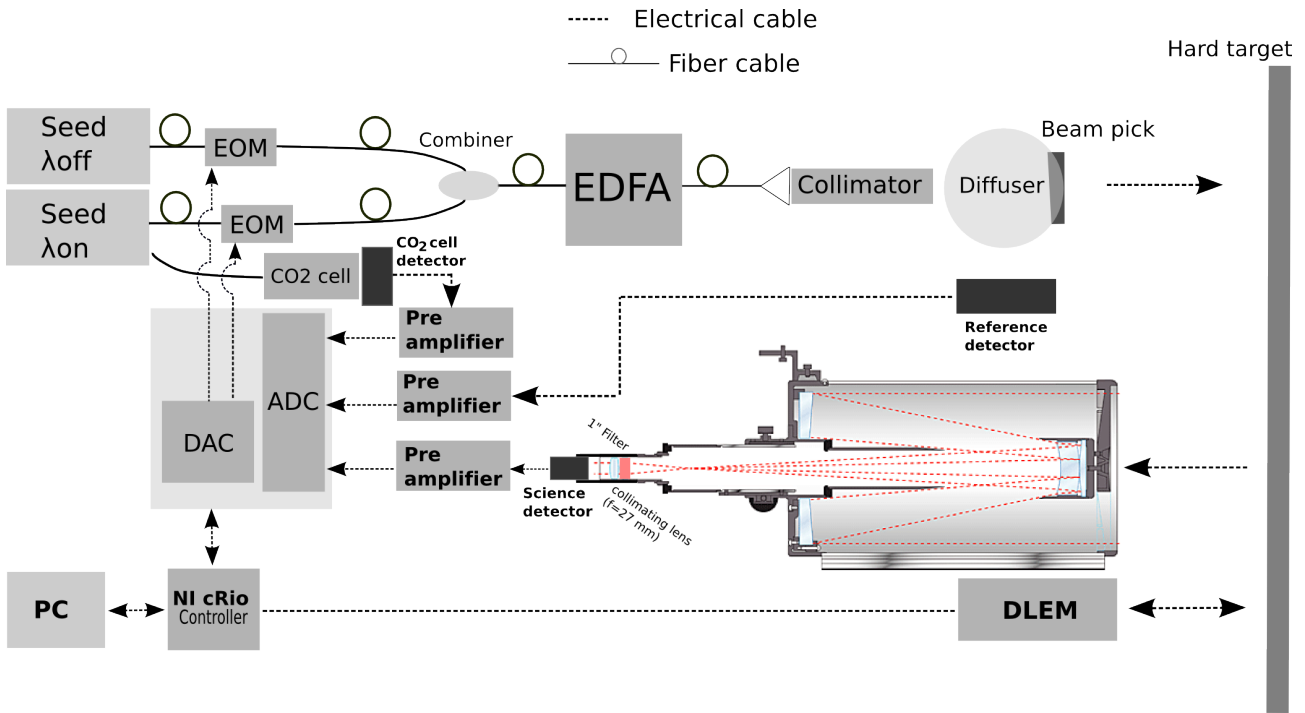 Electrical cable
Fiber cable
Hard target
Seed
λoff
EOM
Combiner
EDFA
Collimator
Diffuser
Beam pick
Seed
λon
EOM
CO2 cell
CO2 cell
detector
Pre
amplifier
Reference
detector
ADC
Pre
amplifier
DAC
Pre
amplifier
1" Filter
Science
detector
collimating lens
(f=27 mm)
PC
NI cRio
Controller
DLEM